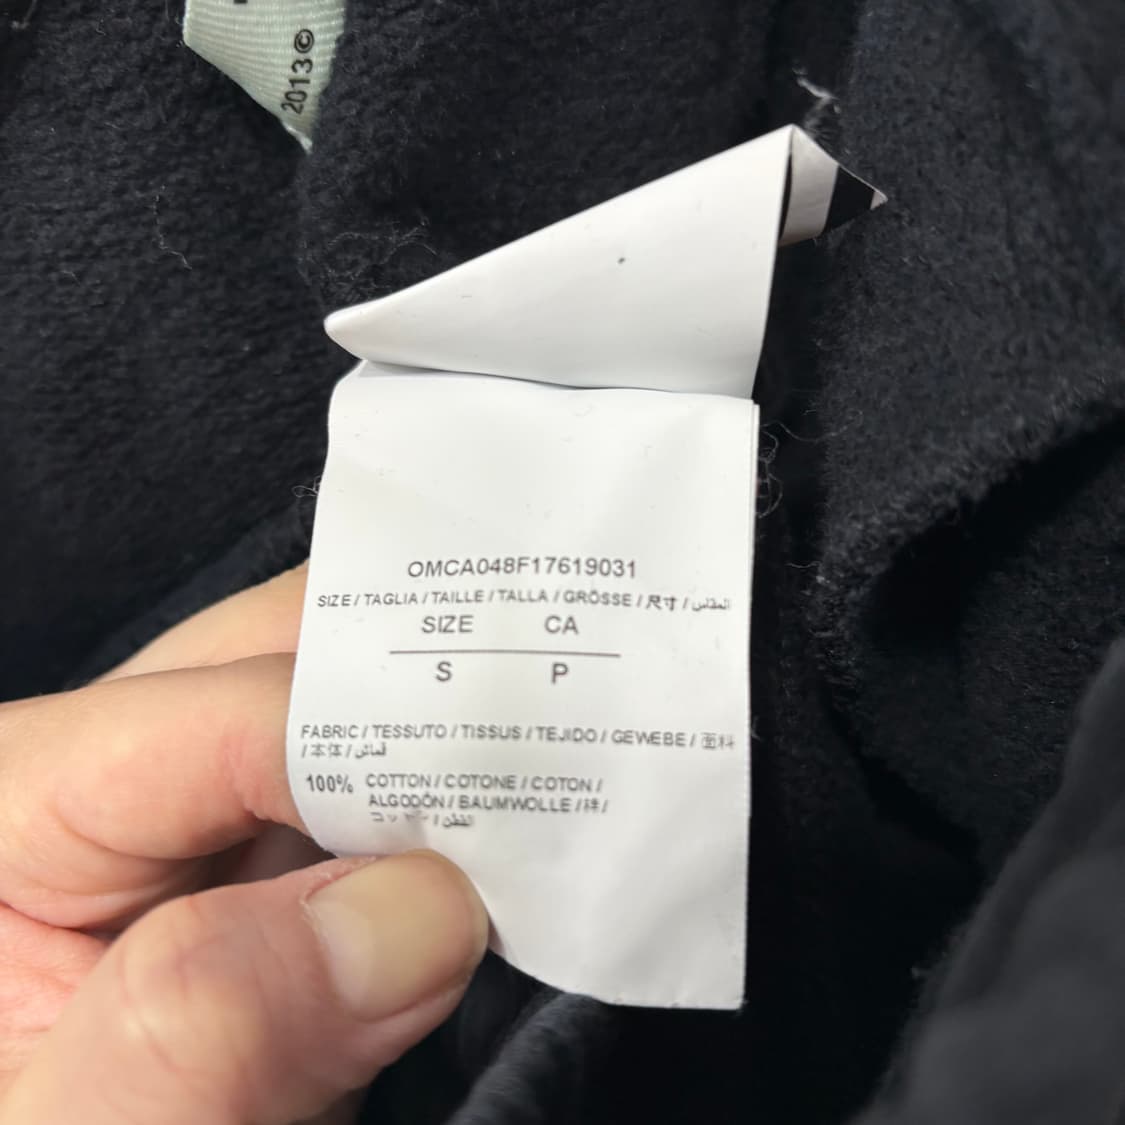 2013©
OMCA048F17619031
SIZE / TAGLIA / TAILLE / TALLA / GRÖSSE / 尺寸 / المقاس
SIZE CA
S P
FABRIC / TESSUTO / TISSUS / TEJIDO / GEWEBE / 面料
/ 本体 / قماش
100% COTTON / COTONE / COTON /
ALGODÓN / BAUMWOLLE / 棉 /
القطن